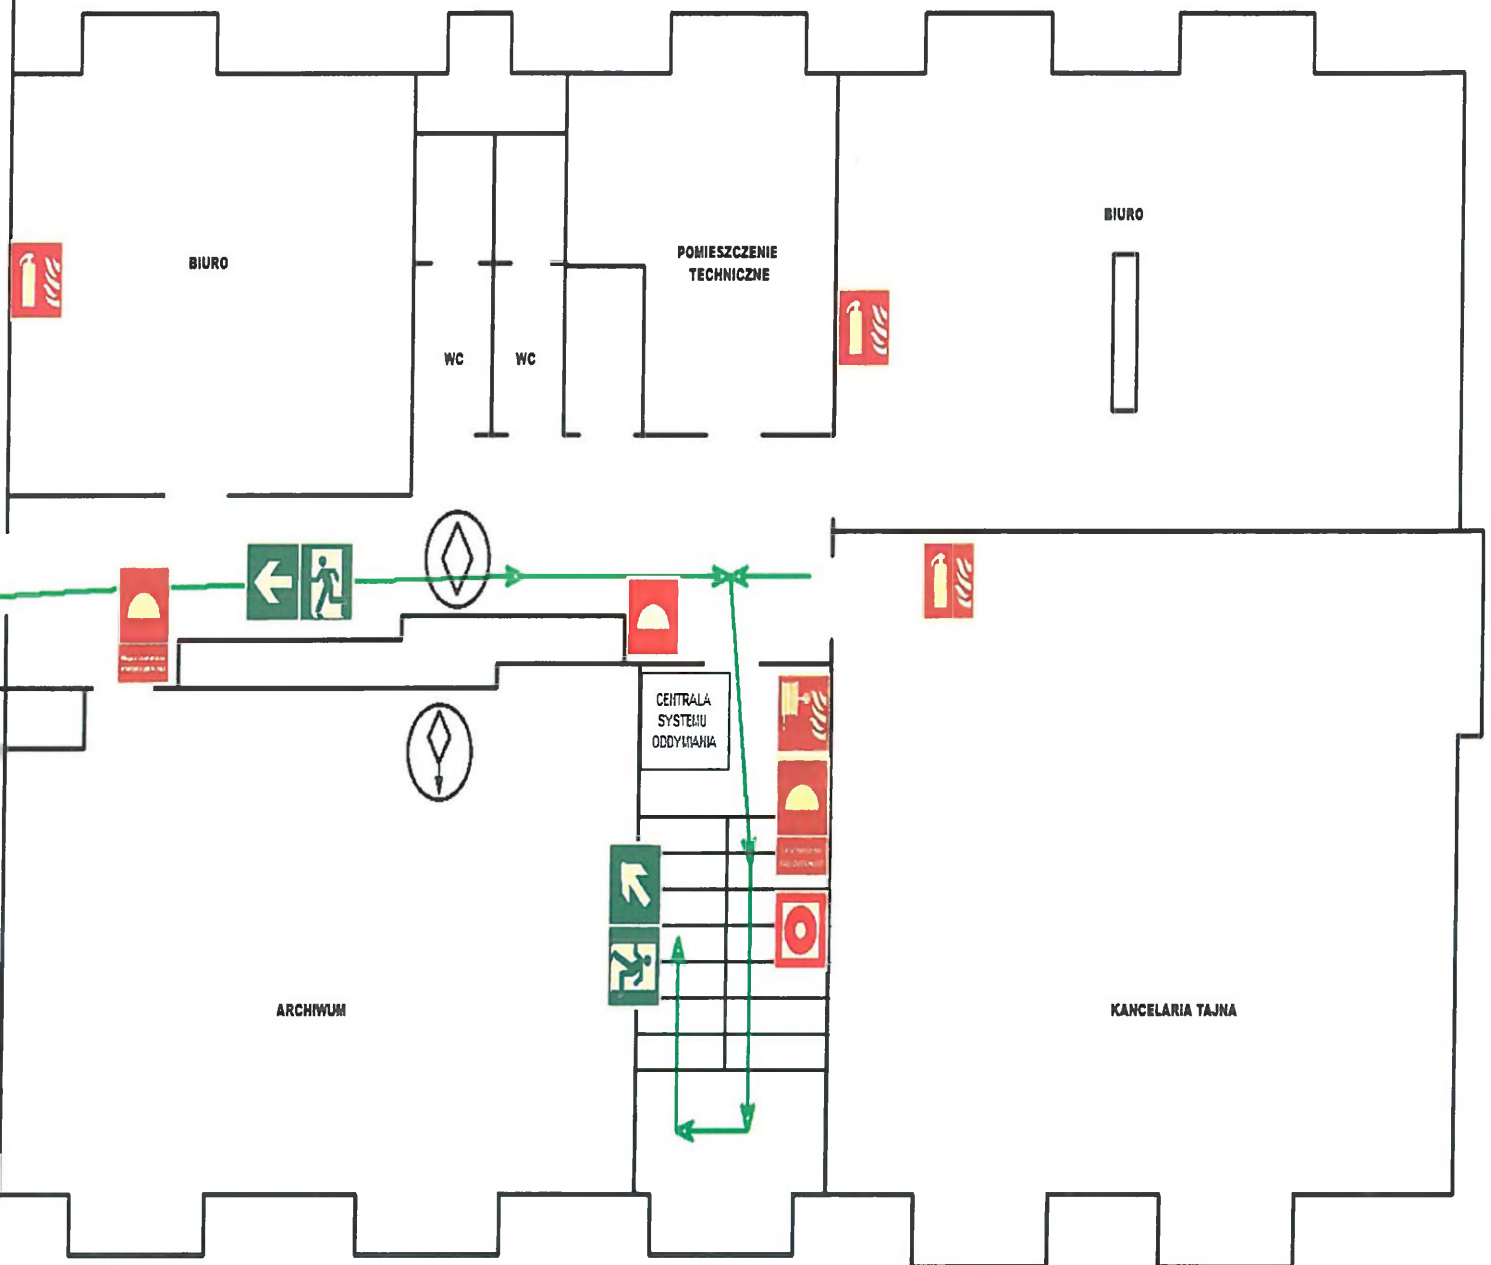 BIURO
BIURO
POMIESZCZENIE
TECHNICZNE
WC
WC
CENTRALA
SYSTEMU
ODDYMIANIA
ARCHIWUM
KANCELARIA TAJNA